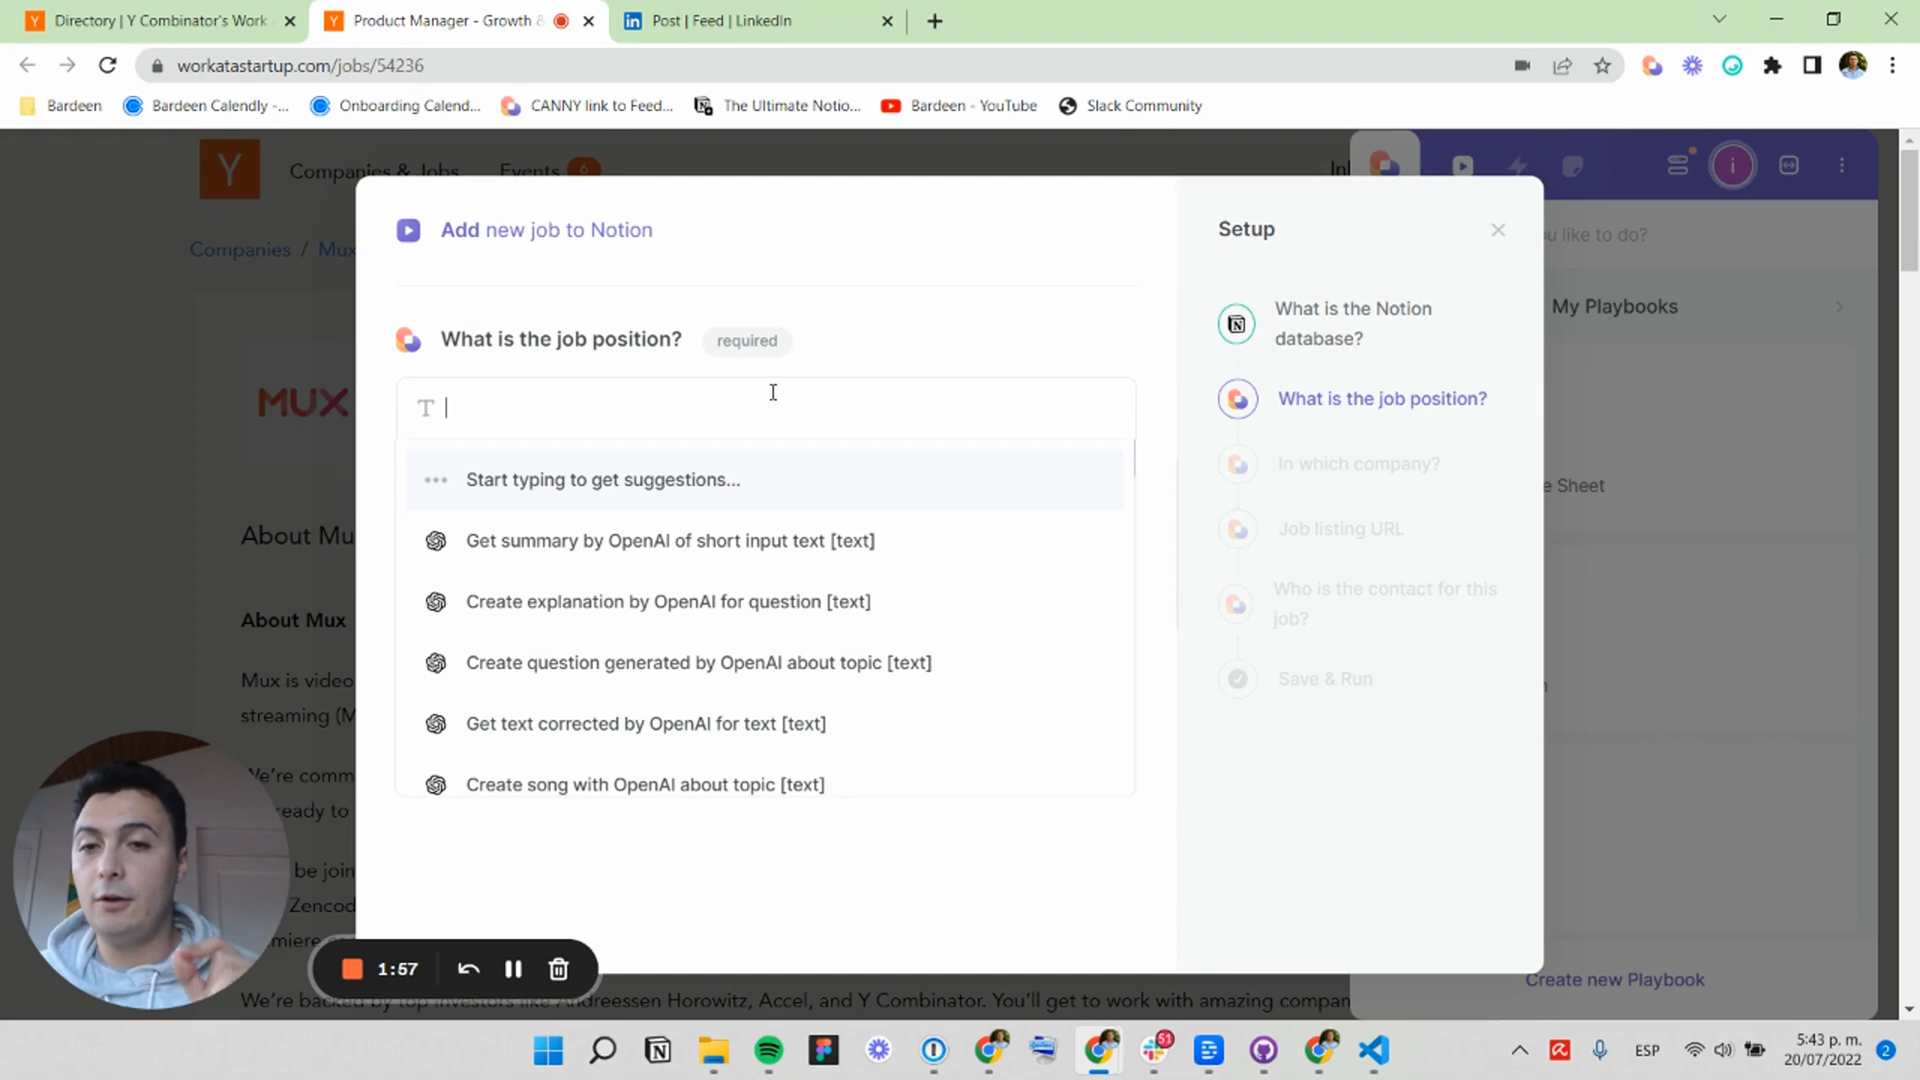 Directory | Y Combinator's Work
Product Manager - Growth &
Post | Feed | LinkedIn
workatastartup.com/jobs/54236
Bardeen
Bardeen Calendly -...
Onboarding Calend...
CANNY link to Feed...
The Ultimate Notio...
Bardeen - YouTube
Slack Community
Y
Companies & Jobs
Events
6
Companies / Mux
Add new job to Notion
Setup
u like to do?
What is the Notion
database?
My Playbooks
What is the job position?
required
MUX
T
What is the job position?
Start typing to get suggestions...
In which company?
e Sheet
About Mu
Get summary by OpenAI of short input text [text]
Job listing URL
Create explanation by OpenAI for question [text]
Who is the contact for this
job?
About Mux
Create question generated by OpenAI about topic [text]
Mux is video
Save & Run
streaming (M
Get text corrected by OpenAI for text [text]
We're comm
Create song with OpenAI about topic [text]
ready to
be join
Zencod
miere
1:57
Create new Playbook
We're backed by top investors like Andreessen Horowitz, Accel, and Y Combinator. You'll get to work with amazing compan
51
ESP
5:43 p. m.
20/07/2022
2